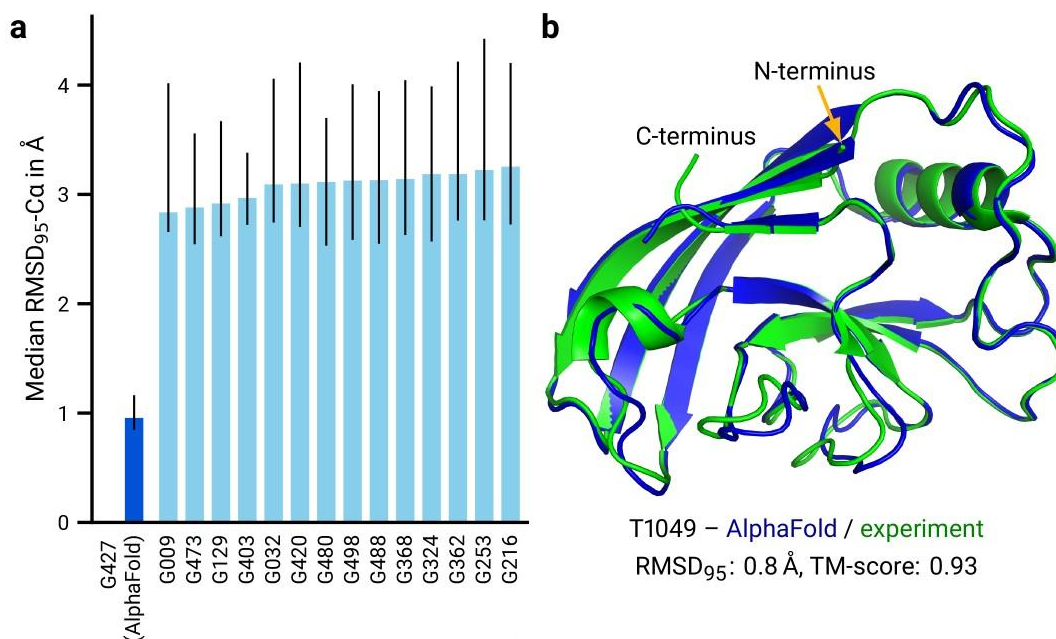 a
Median RMSD₉₅-Cα in Å
4
3
2
1
0
G427
(AlphaFold)
G009
G473
G129
G403
G032
G420
G480
G498
G488
G368
G324
G362
G253
G216
b
N-terminus
C-terminus
T1049 – AlphaFold / experiment
RMSD₉₅: 0.8 Å, TM-score: 0.93